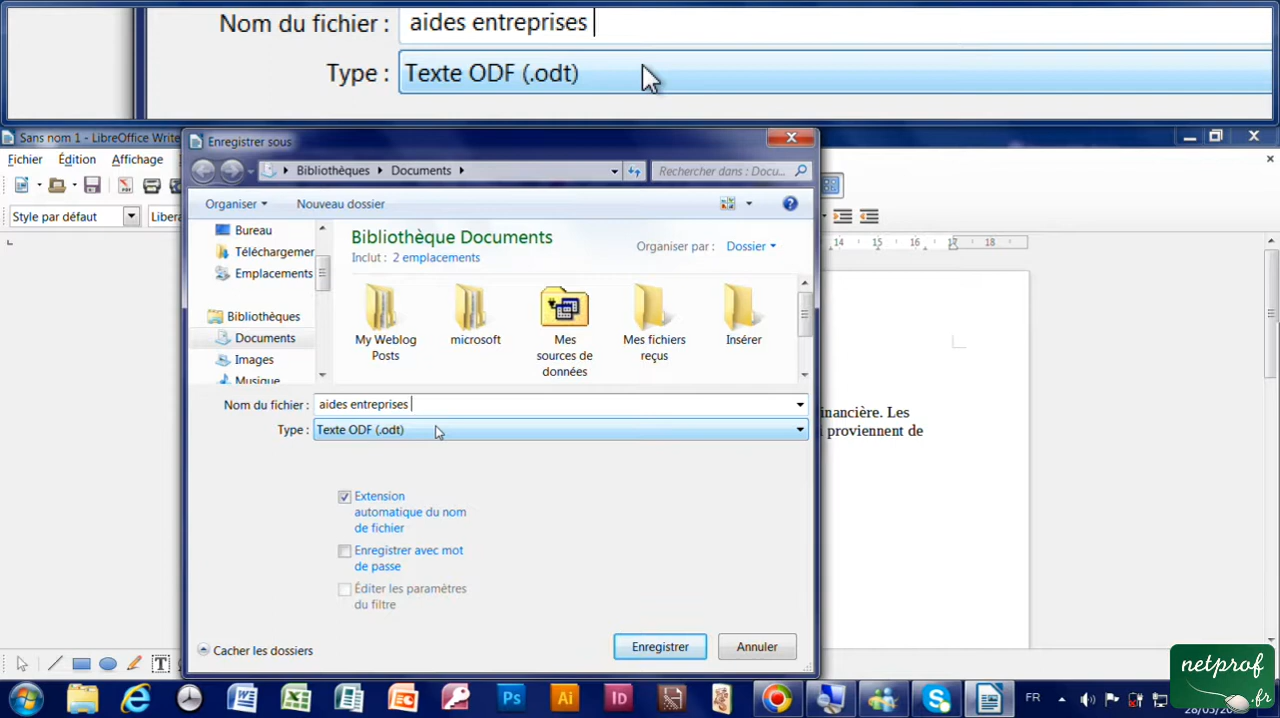 Nom du fichier : aides entreprises
Type : Texte ODF (.odt)
Sans nom 1 - LibreOffice Write
Enregistrer sous
Fichier Édition Affichage
Bibliothèques Documents
Rechercher dans : Docu...
Organiser Nouveau dossier
Style par défaut Libera
Bureau
Téléchargemer
Emplacements
Bibliothèques
Documents
Images
Musique
Bibliothèque Documents
Inclut : 2 emplacements
Organiser par : Dossier
My Weblog
Posts
microsoft
Mes
sources de
données
Mes fichiers
reçus
Insérer
14 15 16 17 18
inancière. Les
i proviennent de
Nom du fichier : aides entreprises
Type : Texte ODF (.odt)
Extension
automatique du nom
de fichier
Enregistrer avec mot
de passe
Éditer les paramètres
du filtre
Cacher les dossiers
Enregistrer Annuler
T
W
Ps
Ai
Id
S
FR
netprof
.fr